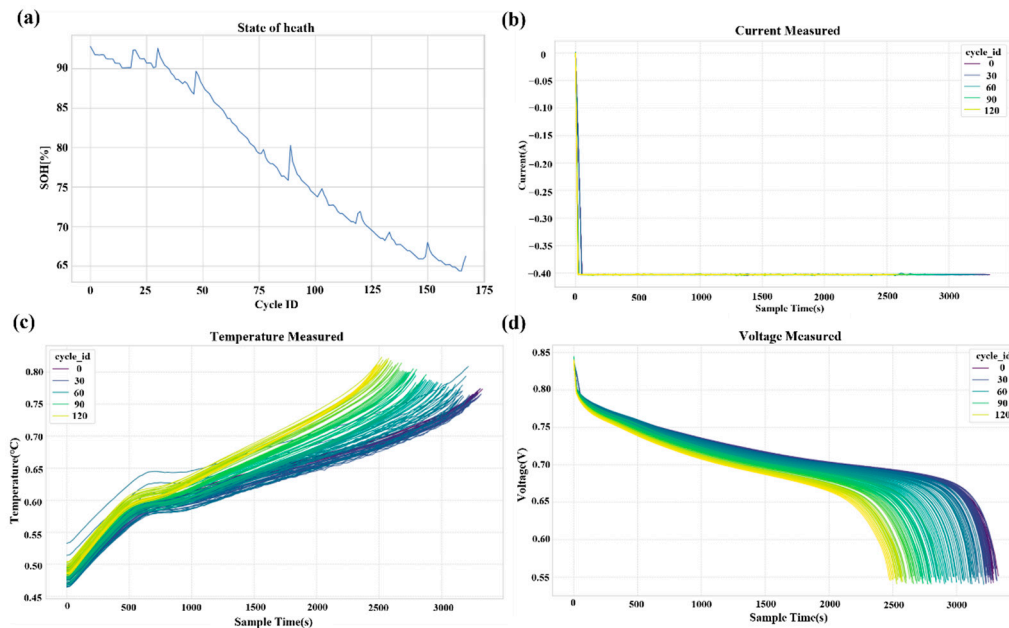 (a)
State of heath
SOH[%]
90
85
80
75
70
65
0 25 50 75 100 125 150 175
Cycle ID
(b)
Current Measured
cycle_id
0
30
60
90
120
Current(A)
0
−0.05
−0.10
−0.15
−0.20
−0.25
−0.30
−0.35
−0.40
0 500 1000 1500 2000 2500 3000
Sample Time(s)
(c)
Temperature Measured
cycle_id
0
30
60
90
120
Temperature(℃)
0.80
0.75
0.70
0.65
0.60
0.55
0.50
0.45
0 500 1000 1500 2000 2500 3000
Sample Time(s)
(d)
Voltage Measured
cycle_id
0
30
60
90
120
Voltage(V)
0.85
0.80
0.75
0.70
0.65
0.60
0.55
0 500 1000 1500 2000 2500 3000
Sample Time(s)